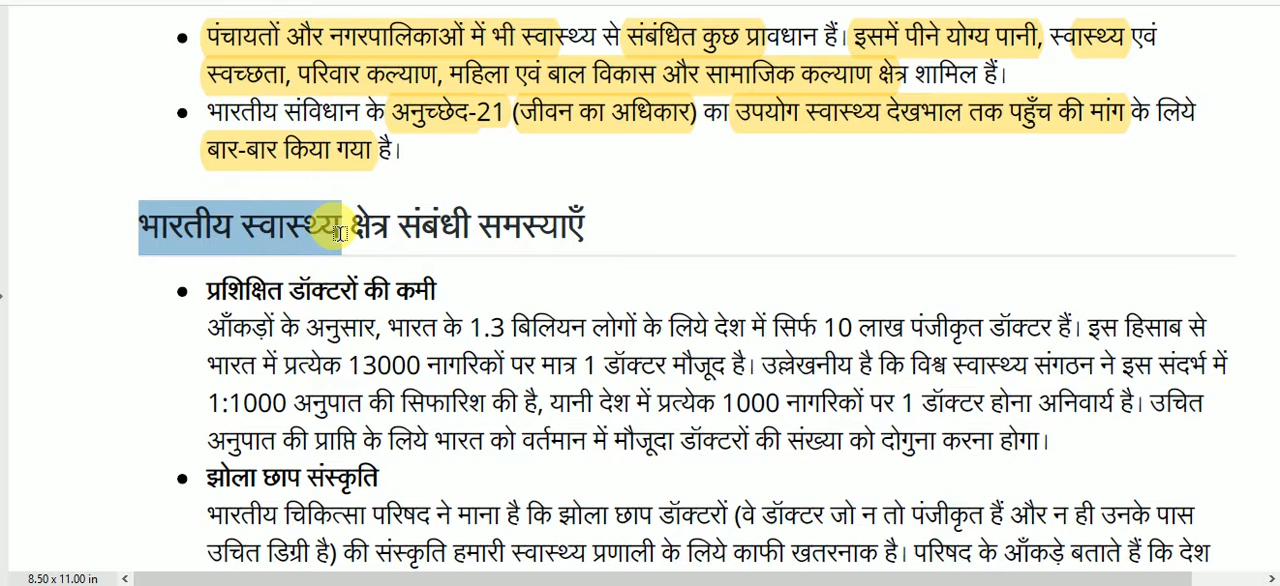 पंचायतों और नगरपालिकाओं में भी स्वास्थ्य से संबंधित कुछ प्रावधान हैं। इसमें पीने योग्य पानी, स्वास्थ्य एवं
स्वच्छता, परिवार कल्याण, महिला एवं बाल विकास और सामाजिक कल्याण क्षेत्र शामिल हैं।
भारतीय संविधान के अनुच्छेद-21 (जीवन का अधिकार) का उपयोग स्वास्थ्य देखभाल तक पहुँच की मांग के लिये
बार-बार किया गया है।
भारतीय स्वास्थ्य क्षेत्र संबंधी समस्याएँ
प्रशिक्षित डॉक्टरों की कमी
आँकड़ों के अनुसार, भारत के 1.3 बिलियन लोगों के लिये देश में सिर्फ 10 लाख पंजीकृत डॉक्टर हैं। इस हिसाब से
भारत में प्रत्येक 13000 नागरिकों पर मात्र 1 डॉक्टर मौजूद है। उल्लेखनीय है कि विश्व स्वास्थ्य संगठन ने इस संदर्भ में
1:1000 अनुपात की सिफारिश की है, यानी देश में प्रत्येक 1000 नागरिकों पर 1 डॉक्टर होना अनिवार्य है। उचित
अनुपात की प्राप्ति के लिये भारत को वर्तमान में मौजूदा डॉक्टरों की संख्या को दोगुना करना होगा।
झोला छाप संस्कृति
भारतीय चिकित्सा परिषद ने माना है कि झोला छाप डॉक्टरों (वे डॉक्टर जो न तो पंजीकृत हैं और न ही उनके पास
उचित डिग्री है) की संस्कृति हमारी स्वास्थ्य प्रणाली के लिये काफी खतरनाक है। परिषद के आँकड़े बताते हैं कि देश
8.50 x 11.00 in